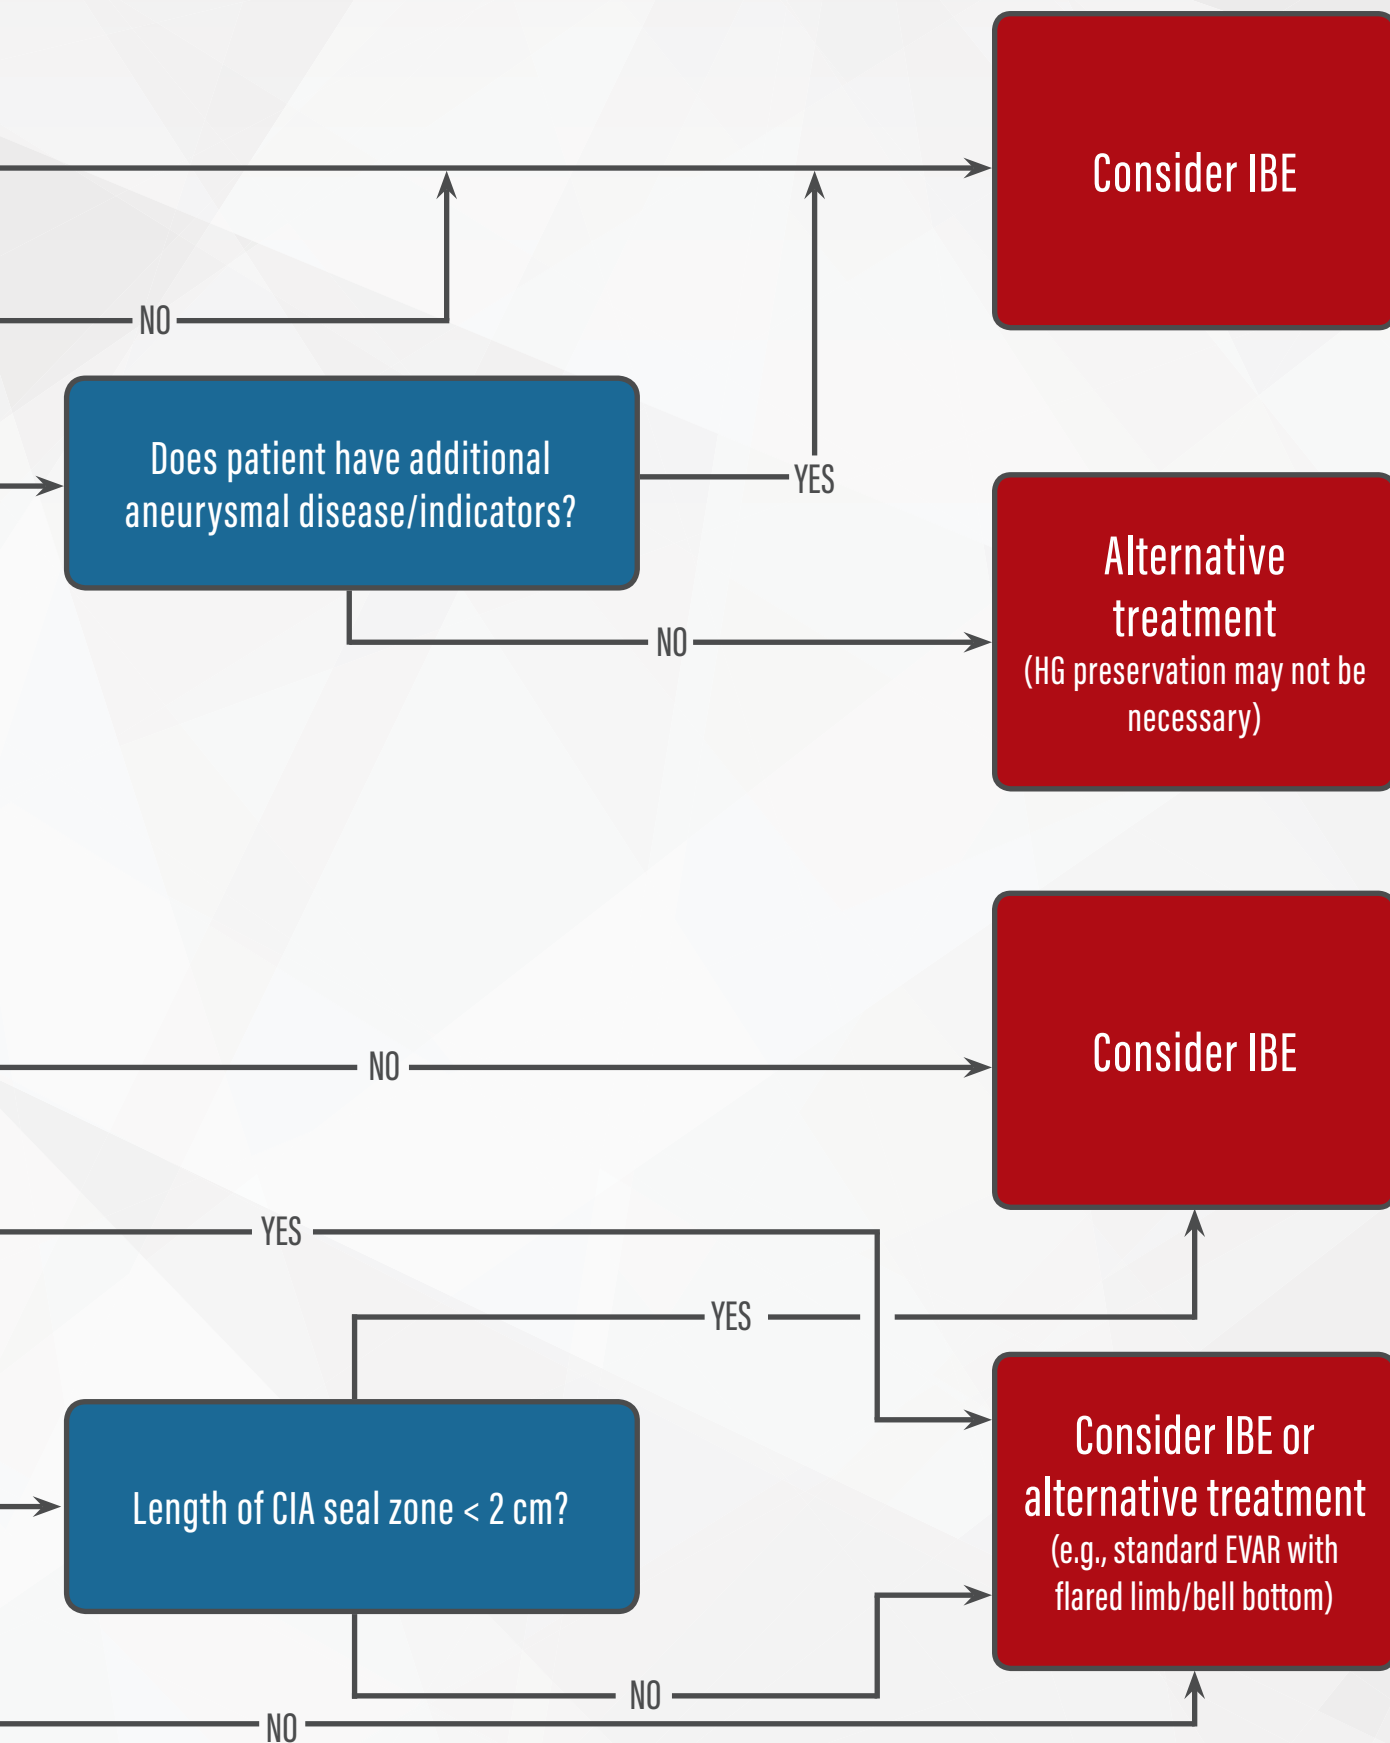 Consider IBE
NO
Does patient have additional
aneurysmal disease/indicators?
YES
Alternative
treatment
(HG preservation may not be
necessary)
NO
Consider IBE
NO
YES
YES
Length of CIA seal zone < 2 cm?
Consider IBE or
alternative treatment
(e.g., standard EVAR with
flared limb/bell bottom)
NO
NO